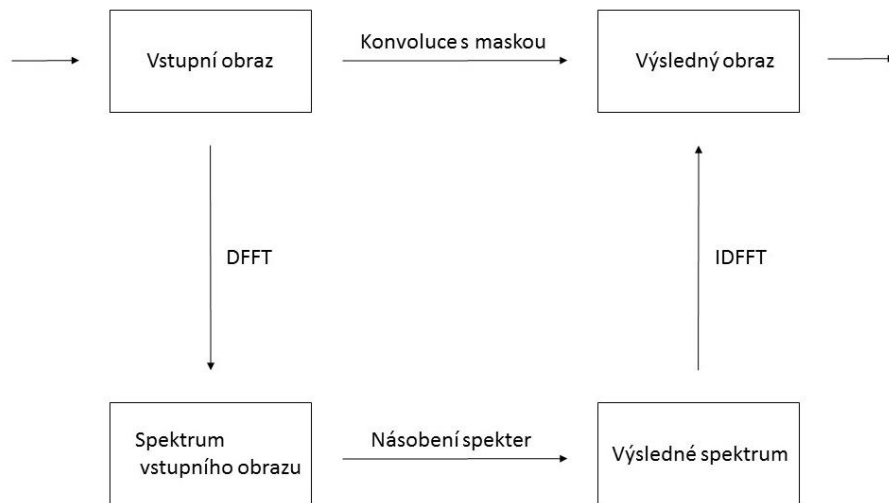 Vstupní obraz
Konvoluce s maskou
Výsledný obraz
DFFT
IDFFT
Spektrum
vstupního obrazu
Násobení spekter
Výsledné spektrum